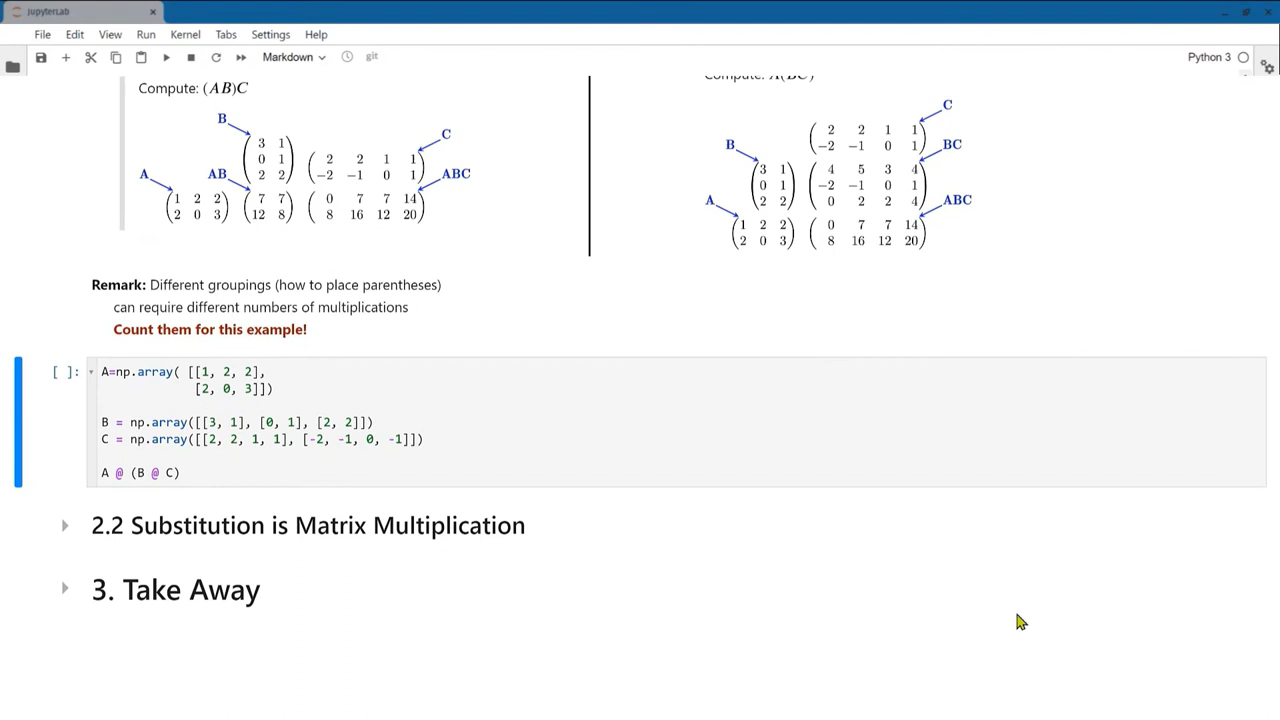 JupyterLab
File Edit View Run Kernel Tabs Settings Help
Markdown git Python 3
Compute: (AB)C
Compute: A(BC)
B
3 1
0 1
2 2
C
2 2 1 1
-2 -1 0 1
A
1 2 2
2 0 3
AB
7 7
12 8
ABC
0 7 7 14
8 16 12 20
C
2 2 1 1
-2 -1 0 1
B
3 1
0 1
2 2
BC
4 5 3 4
-2 -1 0 1
0 2 2 4
A
1 2 2
2 0 3
ABC
0 7 7 14
8 16 12 20
Remark: Different groupings (how to place parentheses)
can require different numbers of multiplications
Count them for this example!
[ ]:
A=np.array( [[1, 2, 2],
[2, 0, 3]])
B = np.array([[3, 1], [0, 1], [2, 2]])
C = np.array([[2, 2, 1, 1], [-2, -1, 0, -1]])
A @ (B @ C)
2.2 Substitution is Matrix Multiplication
3. Take Away